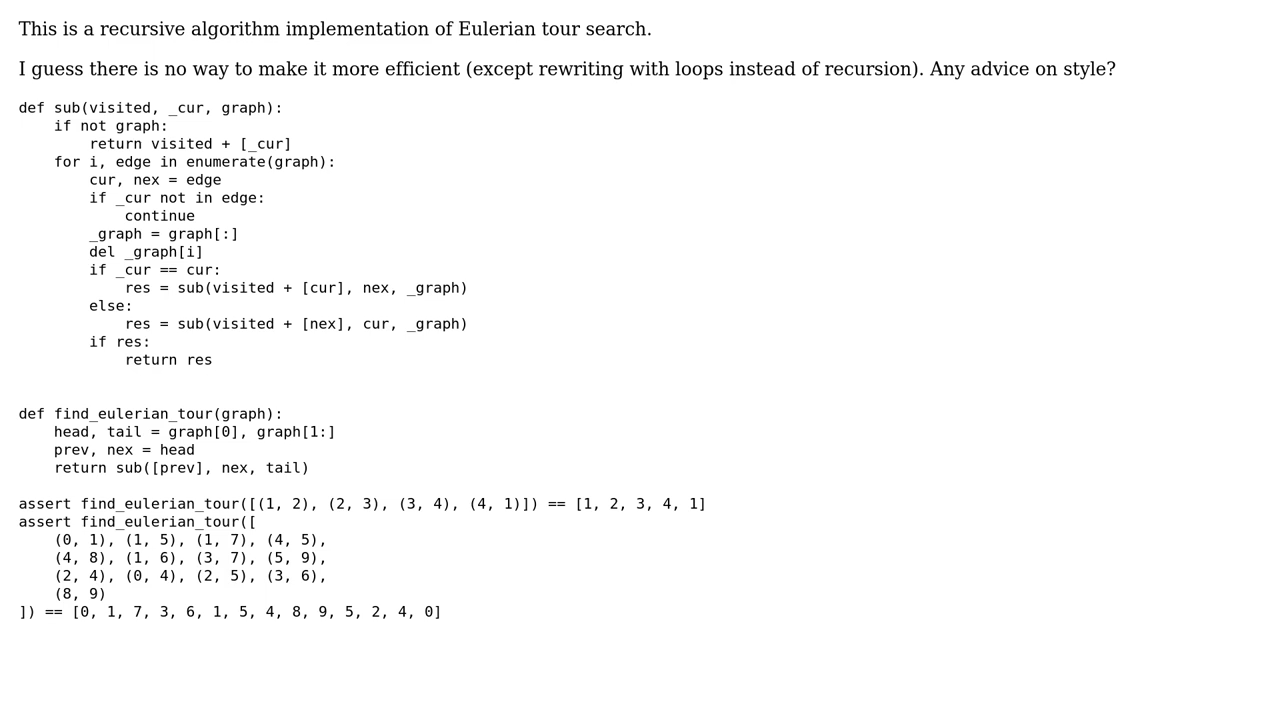 This is a recursive algorithm implementation of Eulerian tour search.
I guess there is no way to make it more efficient (except rewriting with loops instead of recursion). Any advice on style?
def sub(visited, _cur, graph):
    if not graph:
        return visited + [_cur]
    for i, edge in enumerate(graph):
        cur, nex = edge
        if _cur not in edge:
            continue
        _graph = graph[:]
        del _graph[i]
        if _cur == cur:
            res = sub(visited + [cur], nex, _graph)
        else:
            res = sub(visited + [nex], cur, _graph)
        if res:
            return res
def find_eulerian_tour(graph):
    head, tail = graph[0], graph[1:]
    prev, nex = head
    return sub([prev], nex, tail)
assert find_eulerian_tour([(1, 2), (2, 3), (3, 4), (4, 1)]) == [1, 2, 3, 4, 1]
assert find_eulerian_tour([
    (0, 1), (1, 5), (1, 7), (4, 5),
    (4, 8), (1, 6), (3, 7), (5, 9),
    (2, 4), (0, 4), (2, 5), (3, 6),
    (8, 9)
]) == [0, 1, 7, 3, 6, 1, 5, 4, 8, 9, 5, 2, 4, 0]